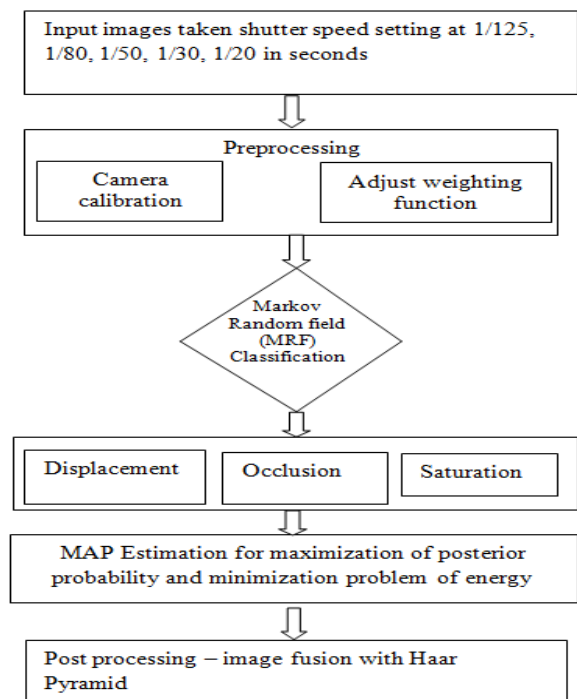 Input images taken shutter speed setting at 1/125,
1/80, 1/50, 1/30, 1/20 in seconds
Preprocessing
Camera
calibration
Adjust weighting
function
Markov
Random field
(MRF)
Classification
Displacement
Occlusion
Saturation
MAP Estimation for maximization of posterior
probability and minimization problem of energy
Post processing – image fusion with Haar
Pyramid